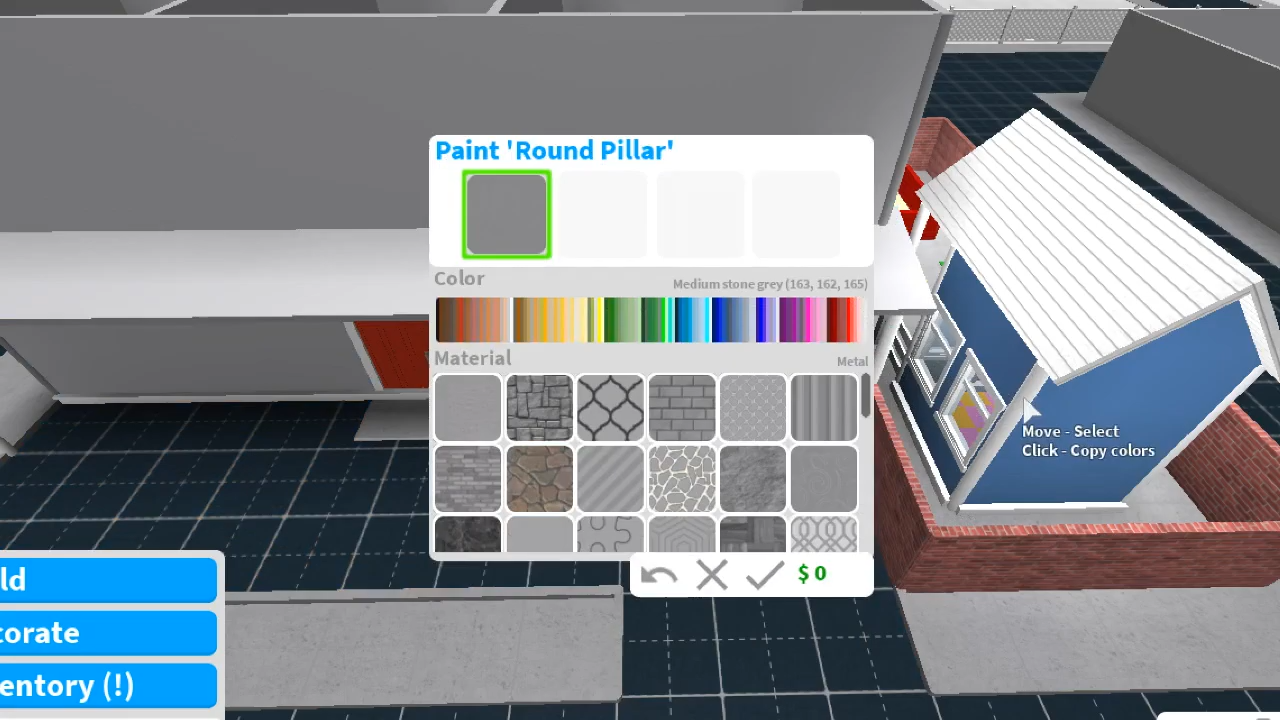 Paint 'Round Pillar'
Color
Medium stone grey (163, 162, 165)
Material
Metal
Move - Select
Click - Copy colors
$ 0
ld
corate
entory (!)